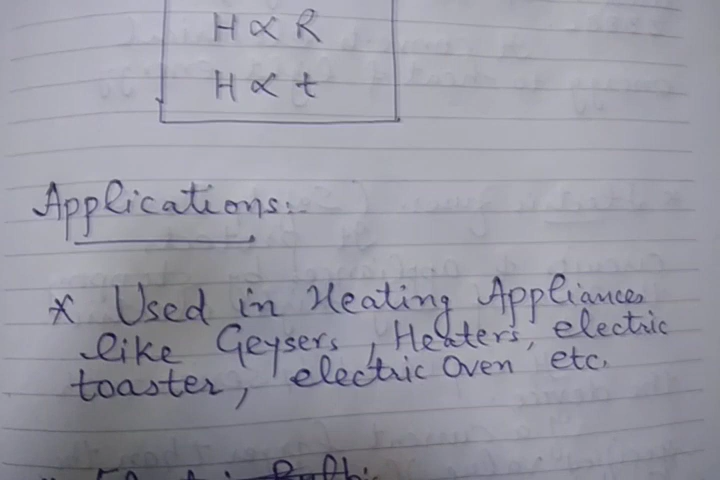 H ∝ R
H ∝ t
Applications:-
* Used in Heating Appliances
like Geysers, Heaters, electric
toaster, electric Oven etc.